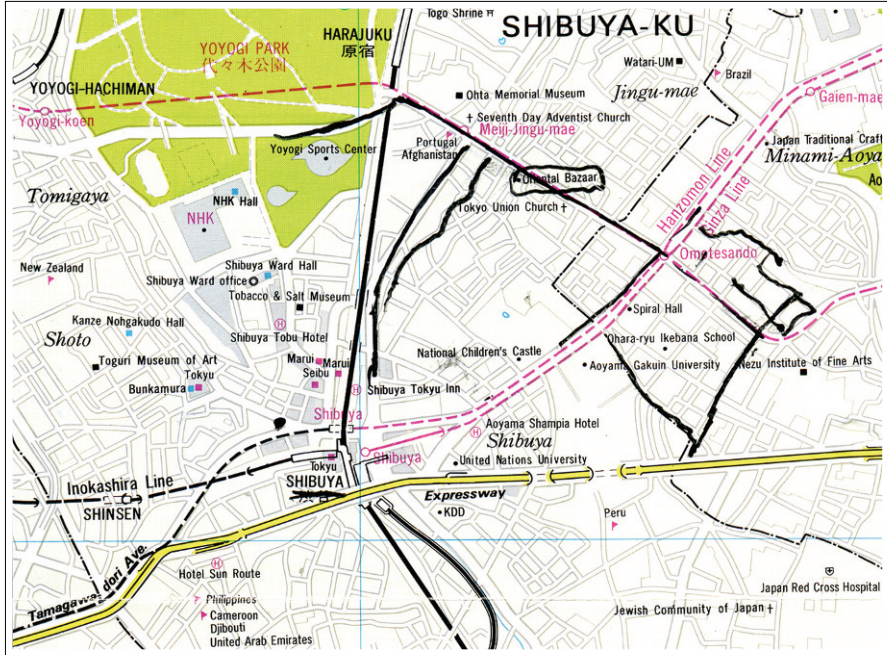 Togo Shrine
SHIBUYA-KU
HARAJUKU
原宿
YOYOGI PARK
代々木公園
Watari-UM
Brazil
YOYOGI-HACHIMAN
Ohta Memorial Museum
Jingu-mae
Gaien-mae
Yoyogi-koen
Seventh Day Adventist Church
Meiji-Jingu-mae
Portugal
Afghanistan
Japan Traditional Craft
Minami-Aoya
Yoyogi Sports Center
Oriental Bazaar
Ao
Tomigaya
NHK Hall
Tokyo Union Church
Hanzomon Line
Ginza Line
NHK
Omotesando
New Zealand
Shibuya Ward Hall
Shibuya Ward office
Tobacco & Salt Museum
Spiral Hall
Kanze Nohgakudo Hall
H
Shibuya Tobu Hotel
Ohara-ryu Ikebana School
Shoto
Toguri Museum of Art
Marui
Marui
National Children's Castle
Aoyama Gakuin University
Nezu Institute of Fine Arts
Tokyu
Seibu
Bunkamura
H
Shibuya Tokyu Inn
Shibuya
Aoyama Shampia Hotel
H
Shibuya
Shibuya
Tokyu
United Nations University
Inokashira Line
SHIBUYA
渋谷
Expressway
SHINSEN
KDD
Peru
Tamagawa-dori Ave.
H
Hotel Sun Route
Philippines
Cameroon
Djibouti
United Arab Emirates
Japan Red Cross Hospital
Jewish Community of Japan